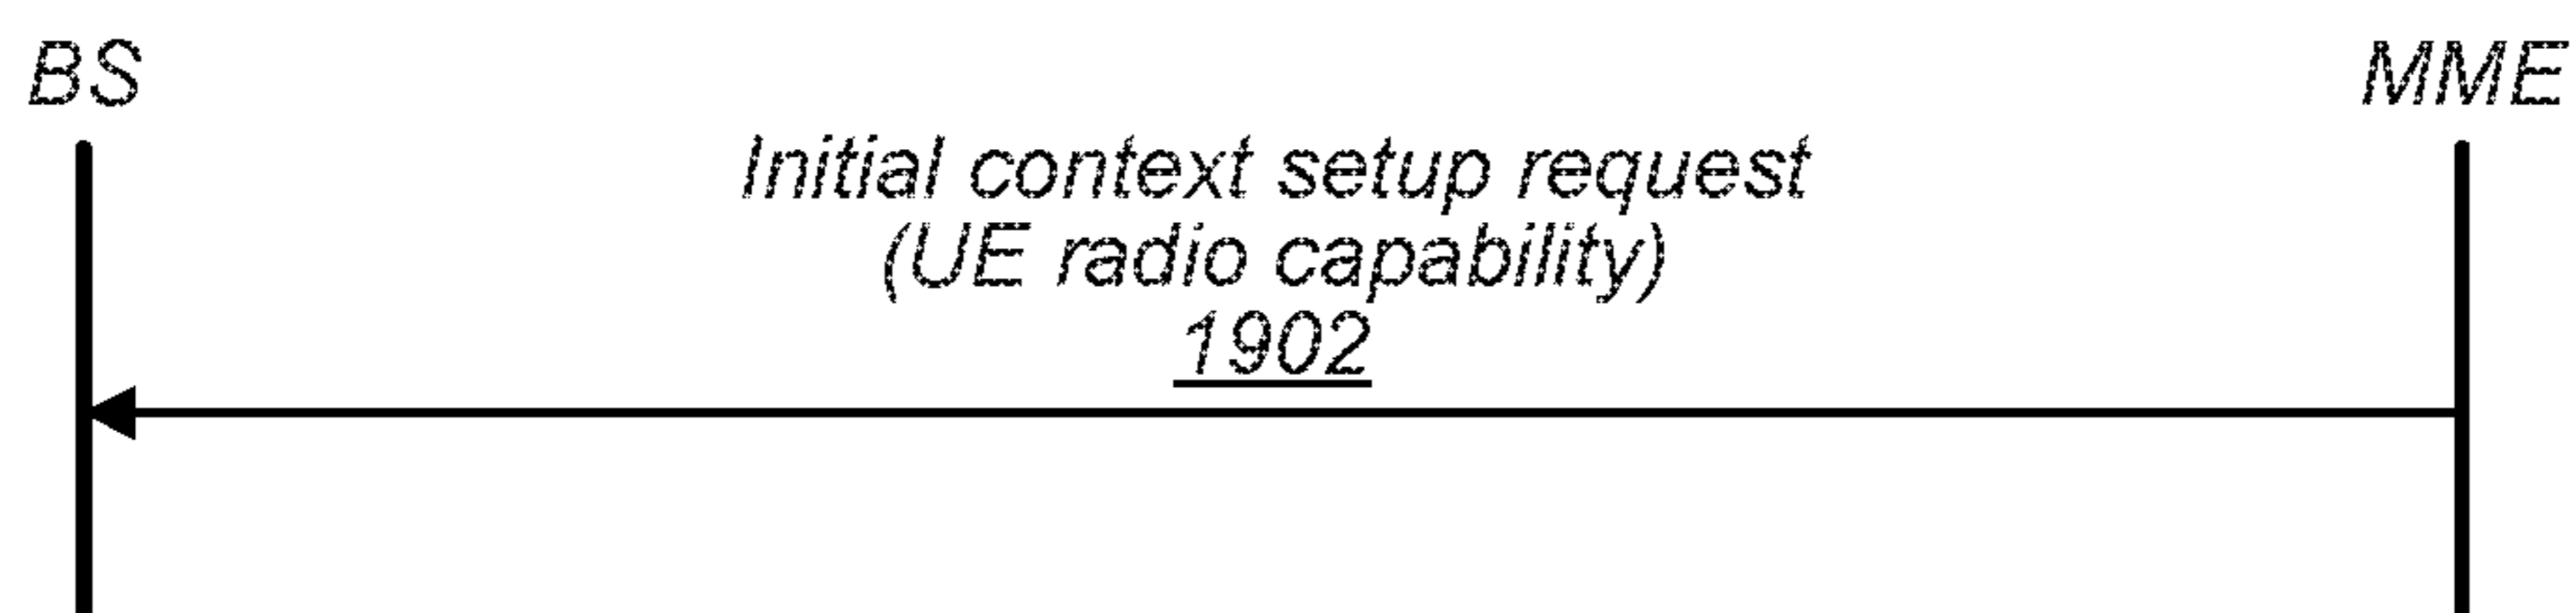 BS
MME
Initial context setup request
(UE radio capability)
1902